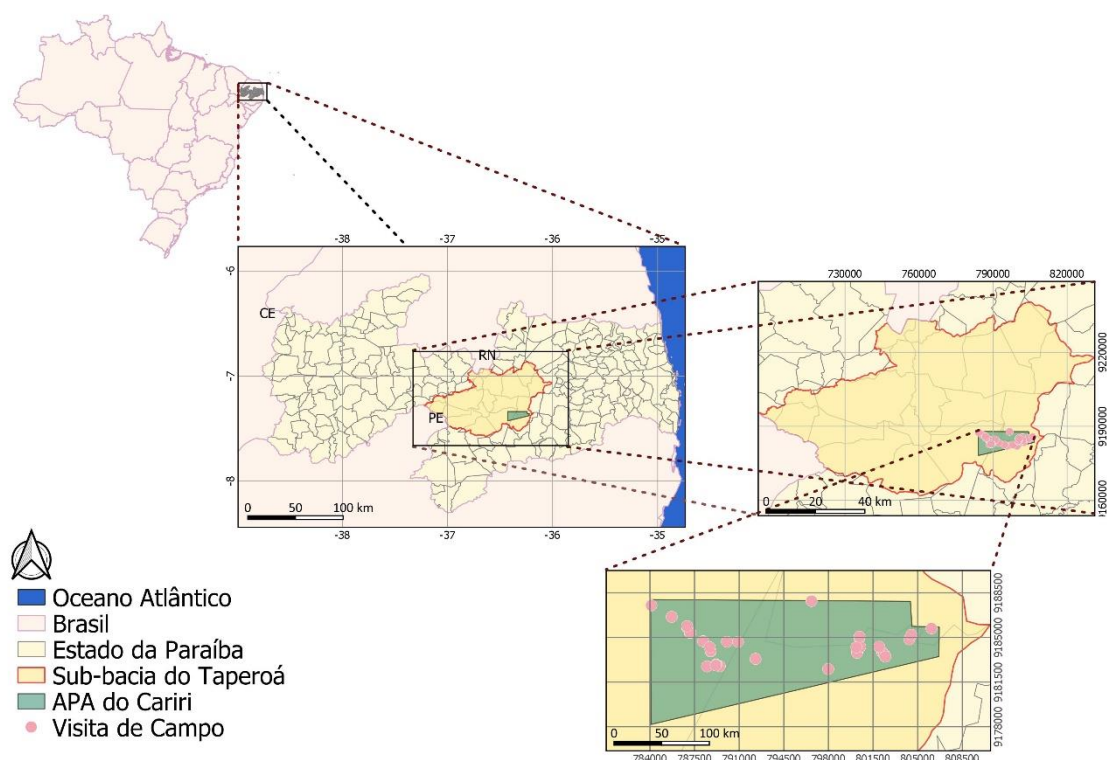 -38 -37 -36 -35
-6
-7
-8
CE
RN
PE
0 50 100 km
-38 -37 -36 -35
730000 760000 790000 820000
9220000
9190000
9160000
0 20 40 km
9188500
9185000
9181500
9178000
0 50 100 km
784000 787500 791000 794500 798000 801500 805000 808500
Oceano Atlântico
Brasil
Estado da Paraíba
Sub-bacia do Taperoá
APA do Cariri
Visita de Campo